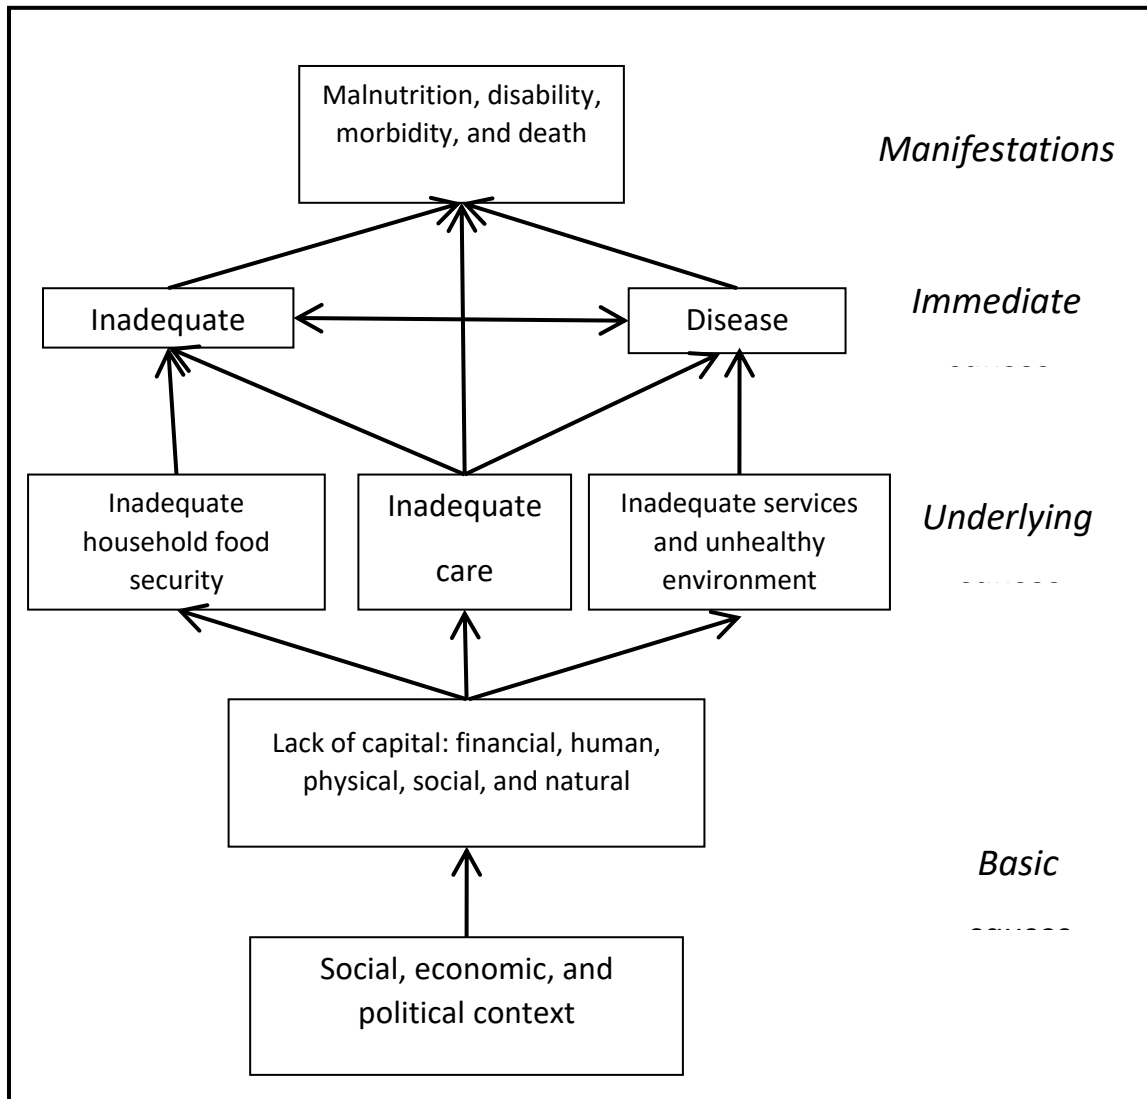 Malnutrition, disability,
morbidity, and death
Manifestations
Inadequate
Disease
Immediate
Inadequate
household food
security
Inadequate
care
Inadequate services
and unhealthy
environment
Underlying
Lack of capital: financial, human,
physical, social, and natural
Basic
Social, economic, and
political context